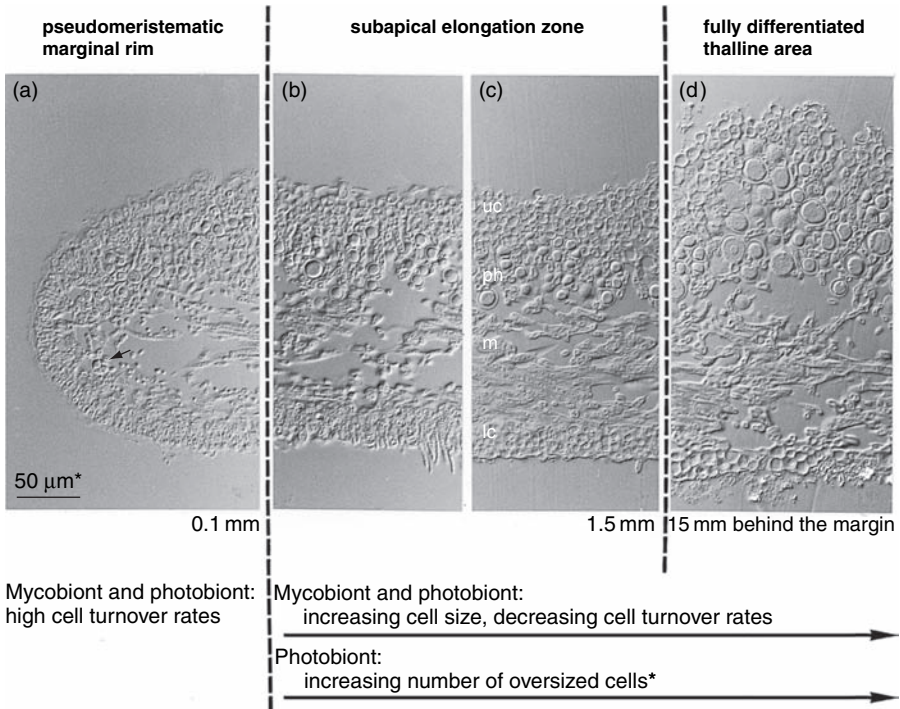 pseudomeristematic
marginal rim
subapical elongation zone
fully differentiated
thalline area
(a)
(b)
(c)
(d)
uc
ph
m
lc
50 μm*
0.1 mm
1.5 mm
15 mm behind the margin
Mycobiont and photobiont:
high cell turnover rates
Mycobiont and photobiont:
increasing cell size, decreasing cell turnover rates
Photobiont:
increasing number of oversized cells*